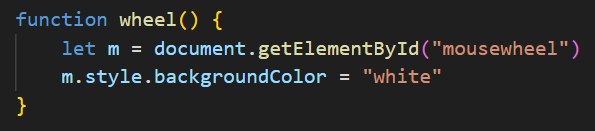 function wheel() {
    let m = document.getElementById("mousewheel")
    m.style.backgroundColor = "white"
}